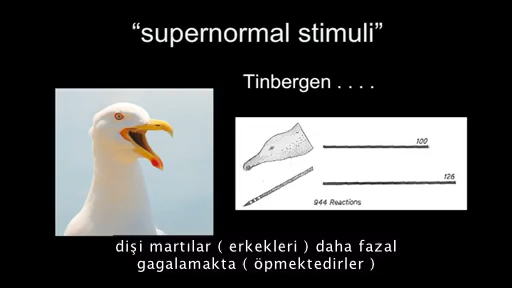 “supernormal stimuli”
Tinbergen . . . .
100
126
944 Reactions
dişi martılar ( erkekleri ) daha fazal
gagalamakta ( öpmektedirler )